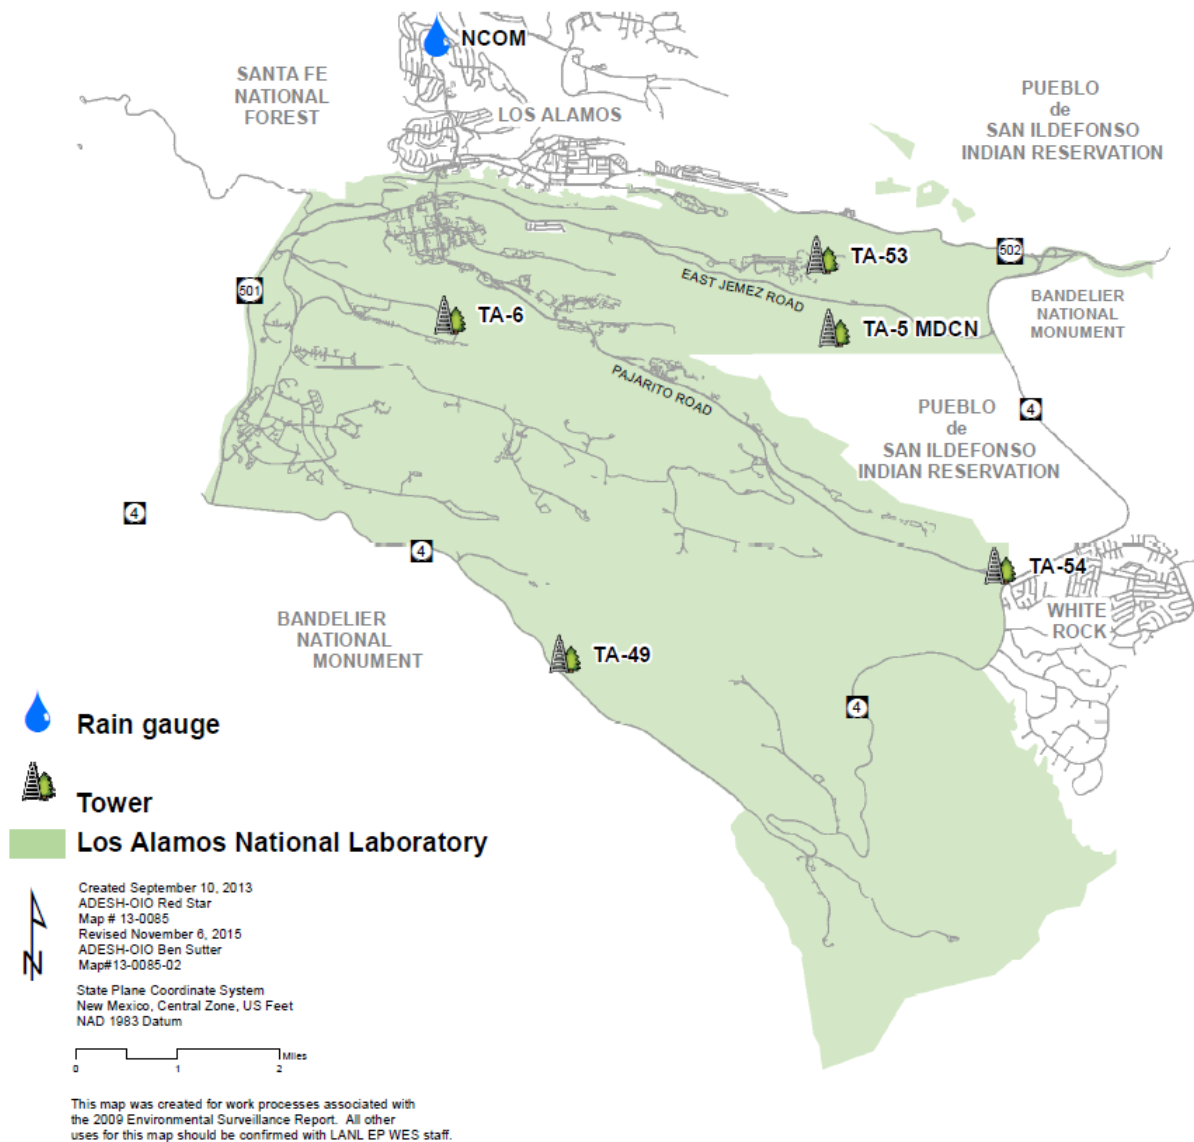 NCOM
SANTA FE
NATIONAL
FOREST
LOS ALAMOS
PUEBLO
de
SAN ILDEFONSO
INDIAN RESERVATION
TA-53
502
EAST JEMEZ ROAD
501
BANDELIER
NATIONAL
MONUMENT
TA-6
TA-5 MDCN
PAJARITO ROAD
4
PUEBLO
de
SAN ILDEFONSO
INDIAN RESERVATION
4
4
TA-54
WHITE
ROCK
BANDELIER
NATIONAL
MONUMENT
TA-49
4
Rain gauge
Tower
Los Alamos National Laboratory
Created September 10, 2013
ADESH-OIO Red Star
Map # 13-0085
Revised November 6, 2015
ADESH-OIO Ben Sutter
Map#13-0085-02
N
State Plane Coordinate System
New Mexico, Central Zone, US Feet
NAD 1983 Datum
Miles
0 1 2
This map was created for work processes associated with
the 2009 Environmental Surveillance Report. All other
uses for this map should be confirmed with LANL EP WES staff.